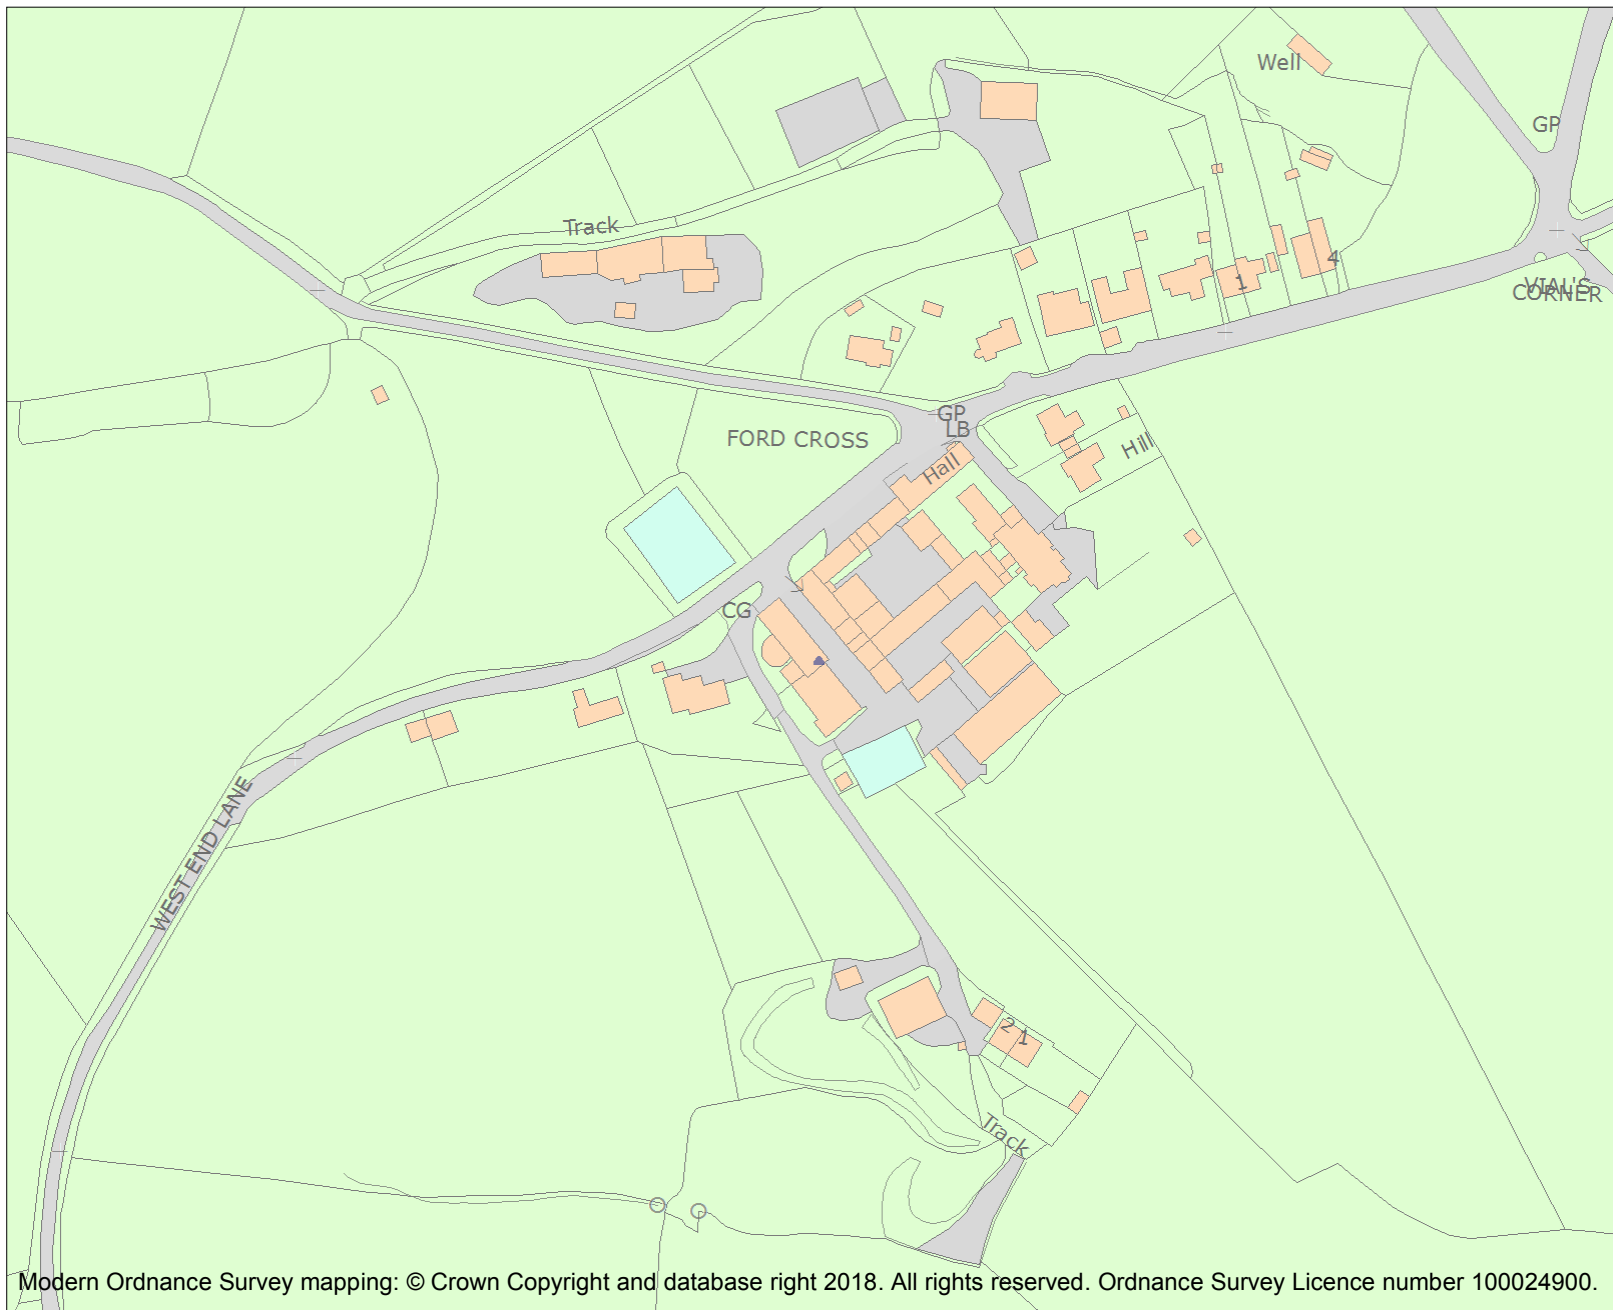 Well
GP
Track
4
1
VIAL'S
CORNER
GP
LB
FORD CROSS
Hill
Hall
CG
WEST END LANE
2
1
Track
Modern Ordnance Survey mapping: © Crown Copyright and database right 2018. All rights reserved. Ordnance Survey Licence number 100024900.